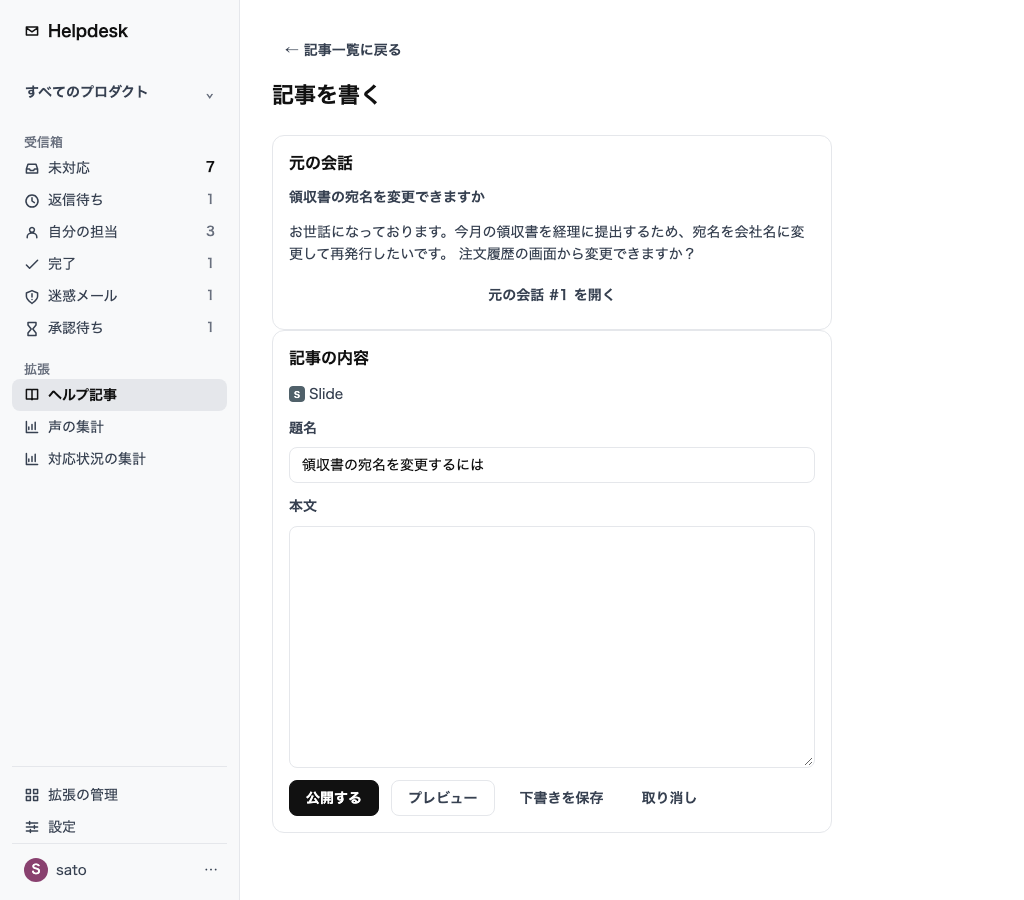 Helpdesk
すべてのプロダクト
受信箱
未対応 7
返信待ち 1
自分の担当 3
完了 1
迷惑メール 1
承認待ち 1
拡張
ヘルプ記事
声の集計
対応状況の集計
拡張の管理
設定
S sato ···
← 記事一覧に戻る
記事を書く
元の会話
領収書の宛名を変更できますか
お世話になっております。今月の領収書を経理に提出するため、宛名を会社名に変
更して再発行したいです。 注文履歴の画面から変更できますか？
元の会話 #1 を開く
記事の内容
S Slide
題名
領収書の宛名を変更するには
本文
公開する プレビュー 下書きを保存 取り消し